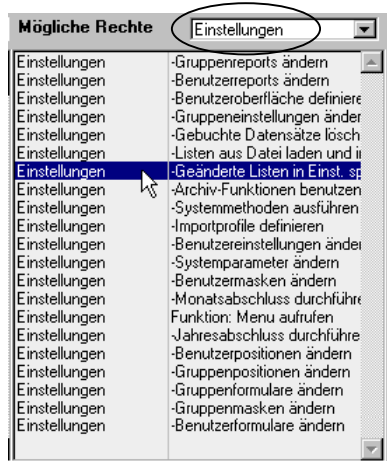 Mögliche Rechte Einstellungen
Einstellungen -Gruppenreports ändern
Einstellungen -Benutzerreports ändern
Einstellungen -Benutzeroberfläche definiere
Einstellungen -Gruppeneinstellungen änder
Einstellungen -Gebuchte Datensätze lösch
Einstellungen -Listen aus Datei laden und i
Einstellungen -Geänderte Listen in Einst. sp
Einstellungen -Archiv-Funktionen benutzen
Einstellungen -Systemmethoden ausführen
Einstellungen -Importprofile definieren
Einstellungen -Benutzereinstellungen änder
Einstellungen -Systemparameter ändern
Einstellungen -Benutzermasken ändern
Einstellungen -Monatsabschluss durchführe
Einstellungen Funktion: Menu aufrufen
Einstellungen -Jahresabschluss durchführe
Einstellungen -Benutzerpositionen ändern
Einstellungen -Gruppenpositionen ändern
Einstellungen -Gruppenformulare ändern
Einstellungen -Gruppenmasken ändern
Einstellungen -Benutzerformulare ändern